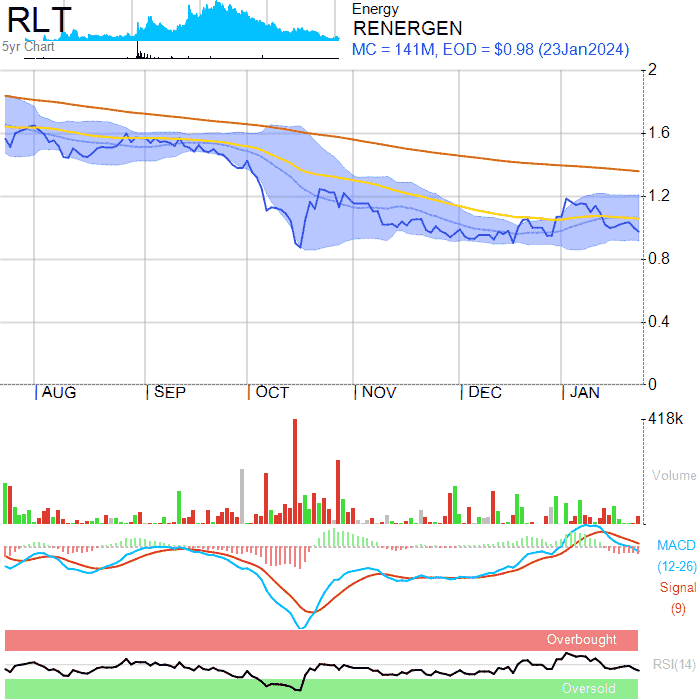 RLT
Energy
RENERGEN
5yr Chart
MC = 141M, EOD = $0.98 (23Jan2024)
2
1.6
1.2
0.8
0.4
0
AUG SEP OCT NOV DEC JAN
418k
Volume
MACD
(12-26)
Signal
(9)
Overbought
RSI(14)
Oversold